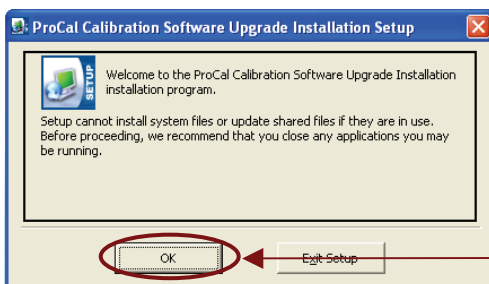 ProCal Calibration Software Upgrade Installation Setup
SETUP
Welcome to the ProCal Calibration Software Upgrade Installation
installation program.
Setup cannot install system files or update shared files if they are in use.
Before proceeding, we recommend that you close any applications you may
be running.
OK
Exit Setup